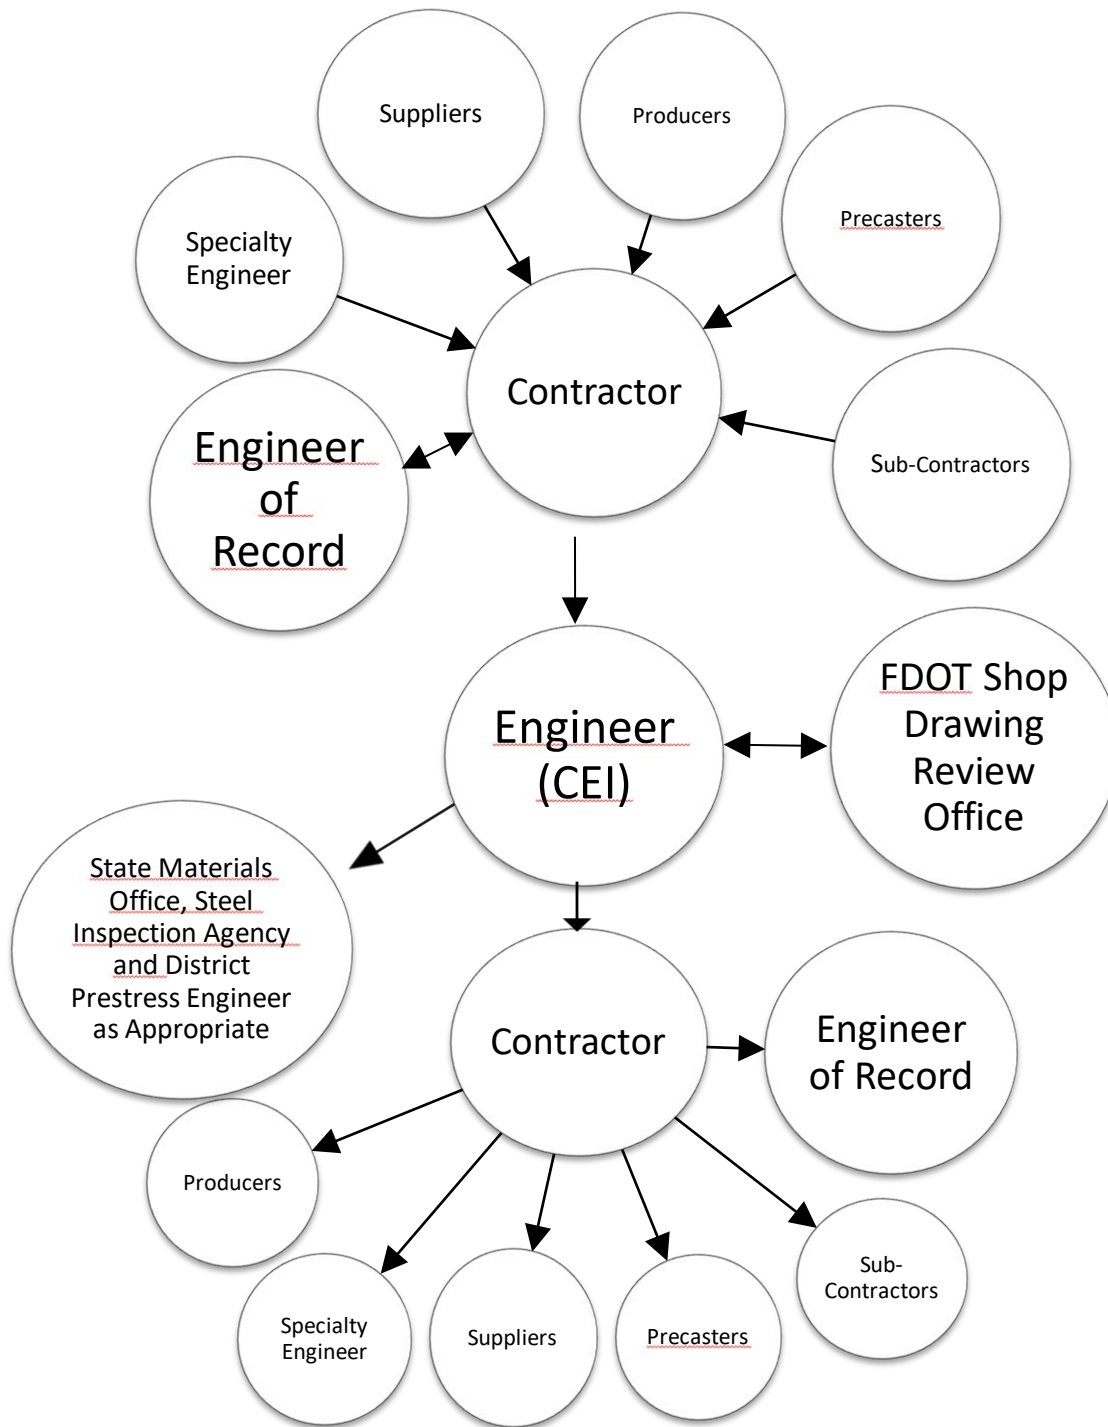 Suppliers
Producers
Precasters
Specialty
Engineer
Contractor
Engineer
of
Record
Sub-Contractors
Engineer
(CEI)
FDOT Shop
Drawing
Review
Office
State Materials
Office, Steel
Inspection Agency
and District
Prestress Engineer
as Appropriate
Contractor
Engineer
of Record
Producers
Specialty
Engineer
Suppliers
Precasters
Sub-
Contractors